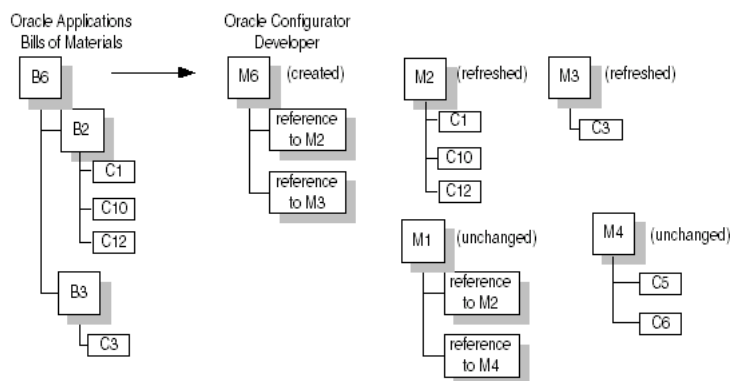 Oracle Applications
Bills of Materials
Oracle Configurator
Developer
B6
M6 (created)
M2 (refreshed)
M3 (refreshed)
B2
reference
to M2
C1
C3
C1
C10
C10
reference
to M3
C12
C12
M1 (unchanged)
M4 (unchanged)
B3
reference
to M2
C5
C6
C3
reference
to M4